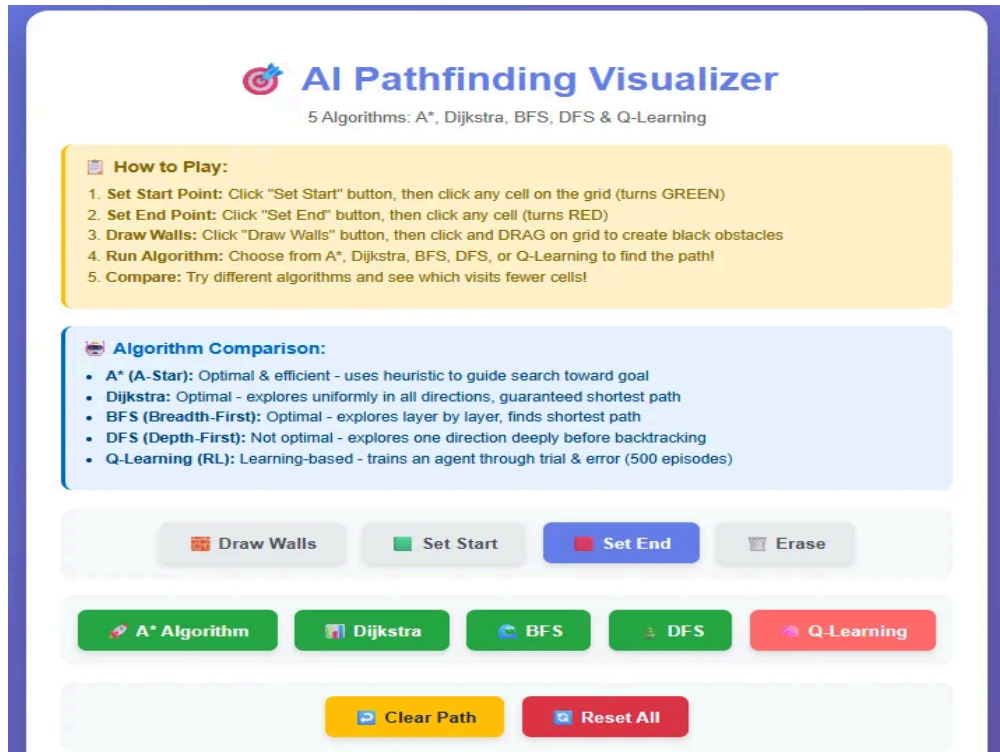 AI Pathfinding Visualizer
5 Algorithms: A*, Dijkstra, BFS, DFS & Q-Learning
How to Play:
1. Set Start Point: Click "Set Start" button, then click any cell on the grid (turns GREEN)
2. Set End Point: Click "Set End" button, then click any cell (turns RED)
3. Draw Walls: Click "Draw Walls" button, then click and DRAG on grid to create black obstacles
4. Run Algorithm: Choose from A*, Dijkstra, BFS, DFS, or Q-Learning to find the path!
5. Compare: Try different algorithms and see which visits fewer cells!
Algorithm Comparison:
• A* (A-Star): Optimal & efficient - uses heuristic to guide search toward goal
• Dijkstra: Optimal - explores uniformly in all directions, guaranteed shortest path
• BFS (Breadth-First): Optimal - explores layer by layer, finds shortest path
• DFS (Depth-First): Not optimal - explores one direction deeply before backtracking
• Q-Learning (RL): Learning-based - trains an agent through trial & error (500 episodes)
Draw Walls Set Start Set End Erase
A* Algorithm Dijkstra BFS DFS Q-Learning
Clear Path Reset All